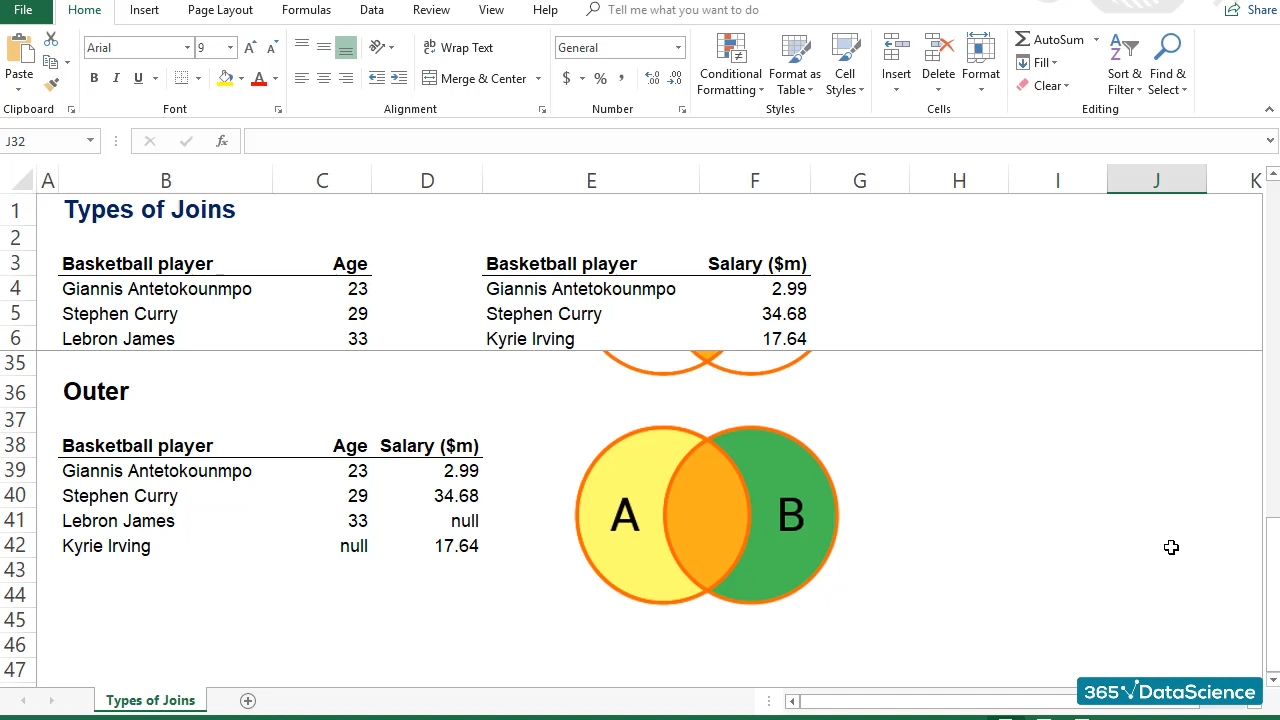 File Home Insert Page Layout Formulas Data Review View Help Tell me what you want to do Share
Paste Arial 9 Wrap Text General Conditional Formatting Format as Table Cell Styles Insert Delete Format AutoSum Sort & Filter Find & Select
B I U Merge & Center $ % , Fill
Clear
Clipboard Font Alignment Number Styles Cells Editing
J32 fx
A B C D E F G H I J K
1 Types of Joins
2
3 Basketball player Age Basketball player Salary ($m)
4 Giannis Antetokounmpo 23 Giannis Antetokounmpo 2.99
5 Stephen Curry 29 Stephen Curry 34.68
6 Lebron James 33 Kyrie Irving 17.64
35
36 Outer
37
38 Basketball player Age Salary ($m)
39 Giannis Antetokounmpo 23 2.99
40 Stephen Curry 29 34.68 A B
41 Lebron James 33 null
42 Kyrie Irving null 17.64
43
44
45
46
47
365 DataScience
Types of Joins